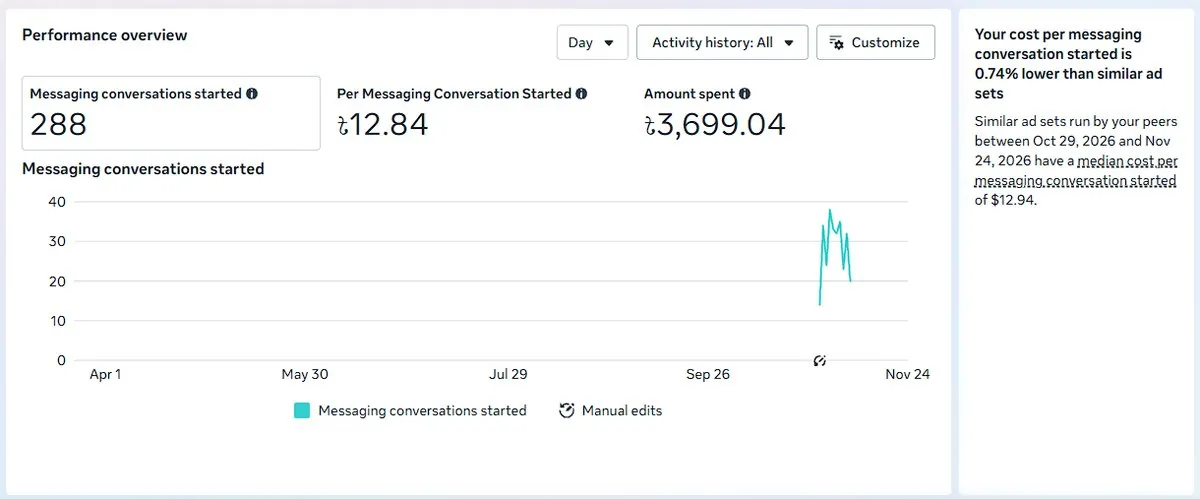 Performance overview
Day
Activity history: All
Customize
Messaging conversations started
288
Per Messaging Conversation Started
৳12.84
Amount spent
৳3,699.04
Messaging conversations started
40
30
20
10
0
Apr 1
May 30
Jul 29
Sep 26
Nov 24
Messaging conversations started
Manual edits
Your cost per messaging
conversation started is
0.74% lower than similar ad
sets
Similar ad sets run by your peers
between Oct 29, 2026 and Nov
24, 2026 have a median cost per
messaging conversation started
of $12.94.